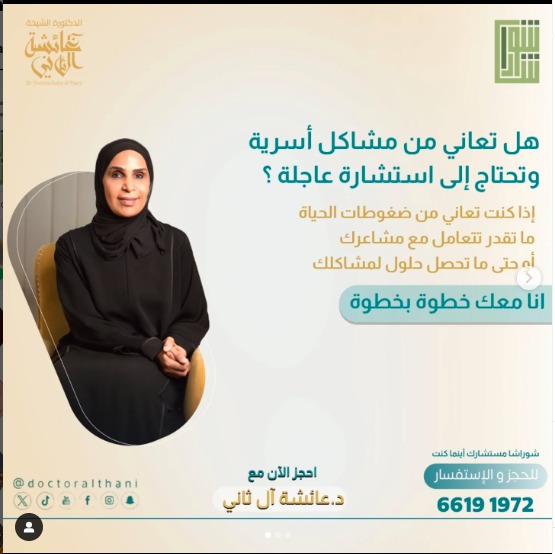 الدكتورة الشيخة
عائشة
آل ثاني
شورا
شا
هل تعاني من مشاكل أسرية
وتحتاج إلى استشارة عاجلة ؟
إذا كنت تعاني من ضغوطات الحياة
ما تقدر تتعامل مع مشاعرك
أو حتى ما تحصل حلول لمشاكلك
انا معك خطوة بخطوة
شوراشا مستشارك أينما كنت
للحجز و الإستفسار
6619 1972
احجز الآن مع
د.عائشة آل ثاني
@doctoralthani